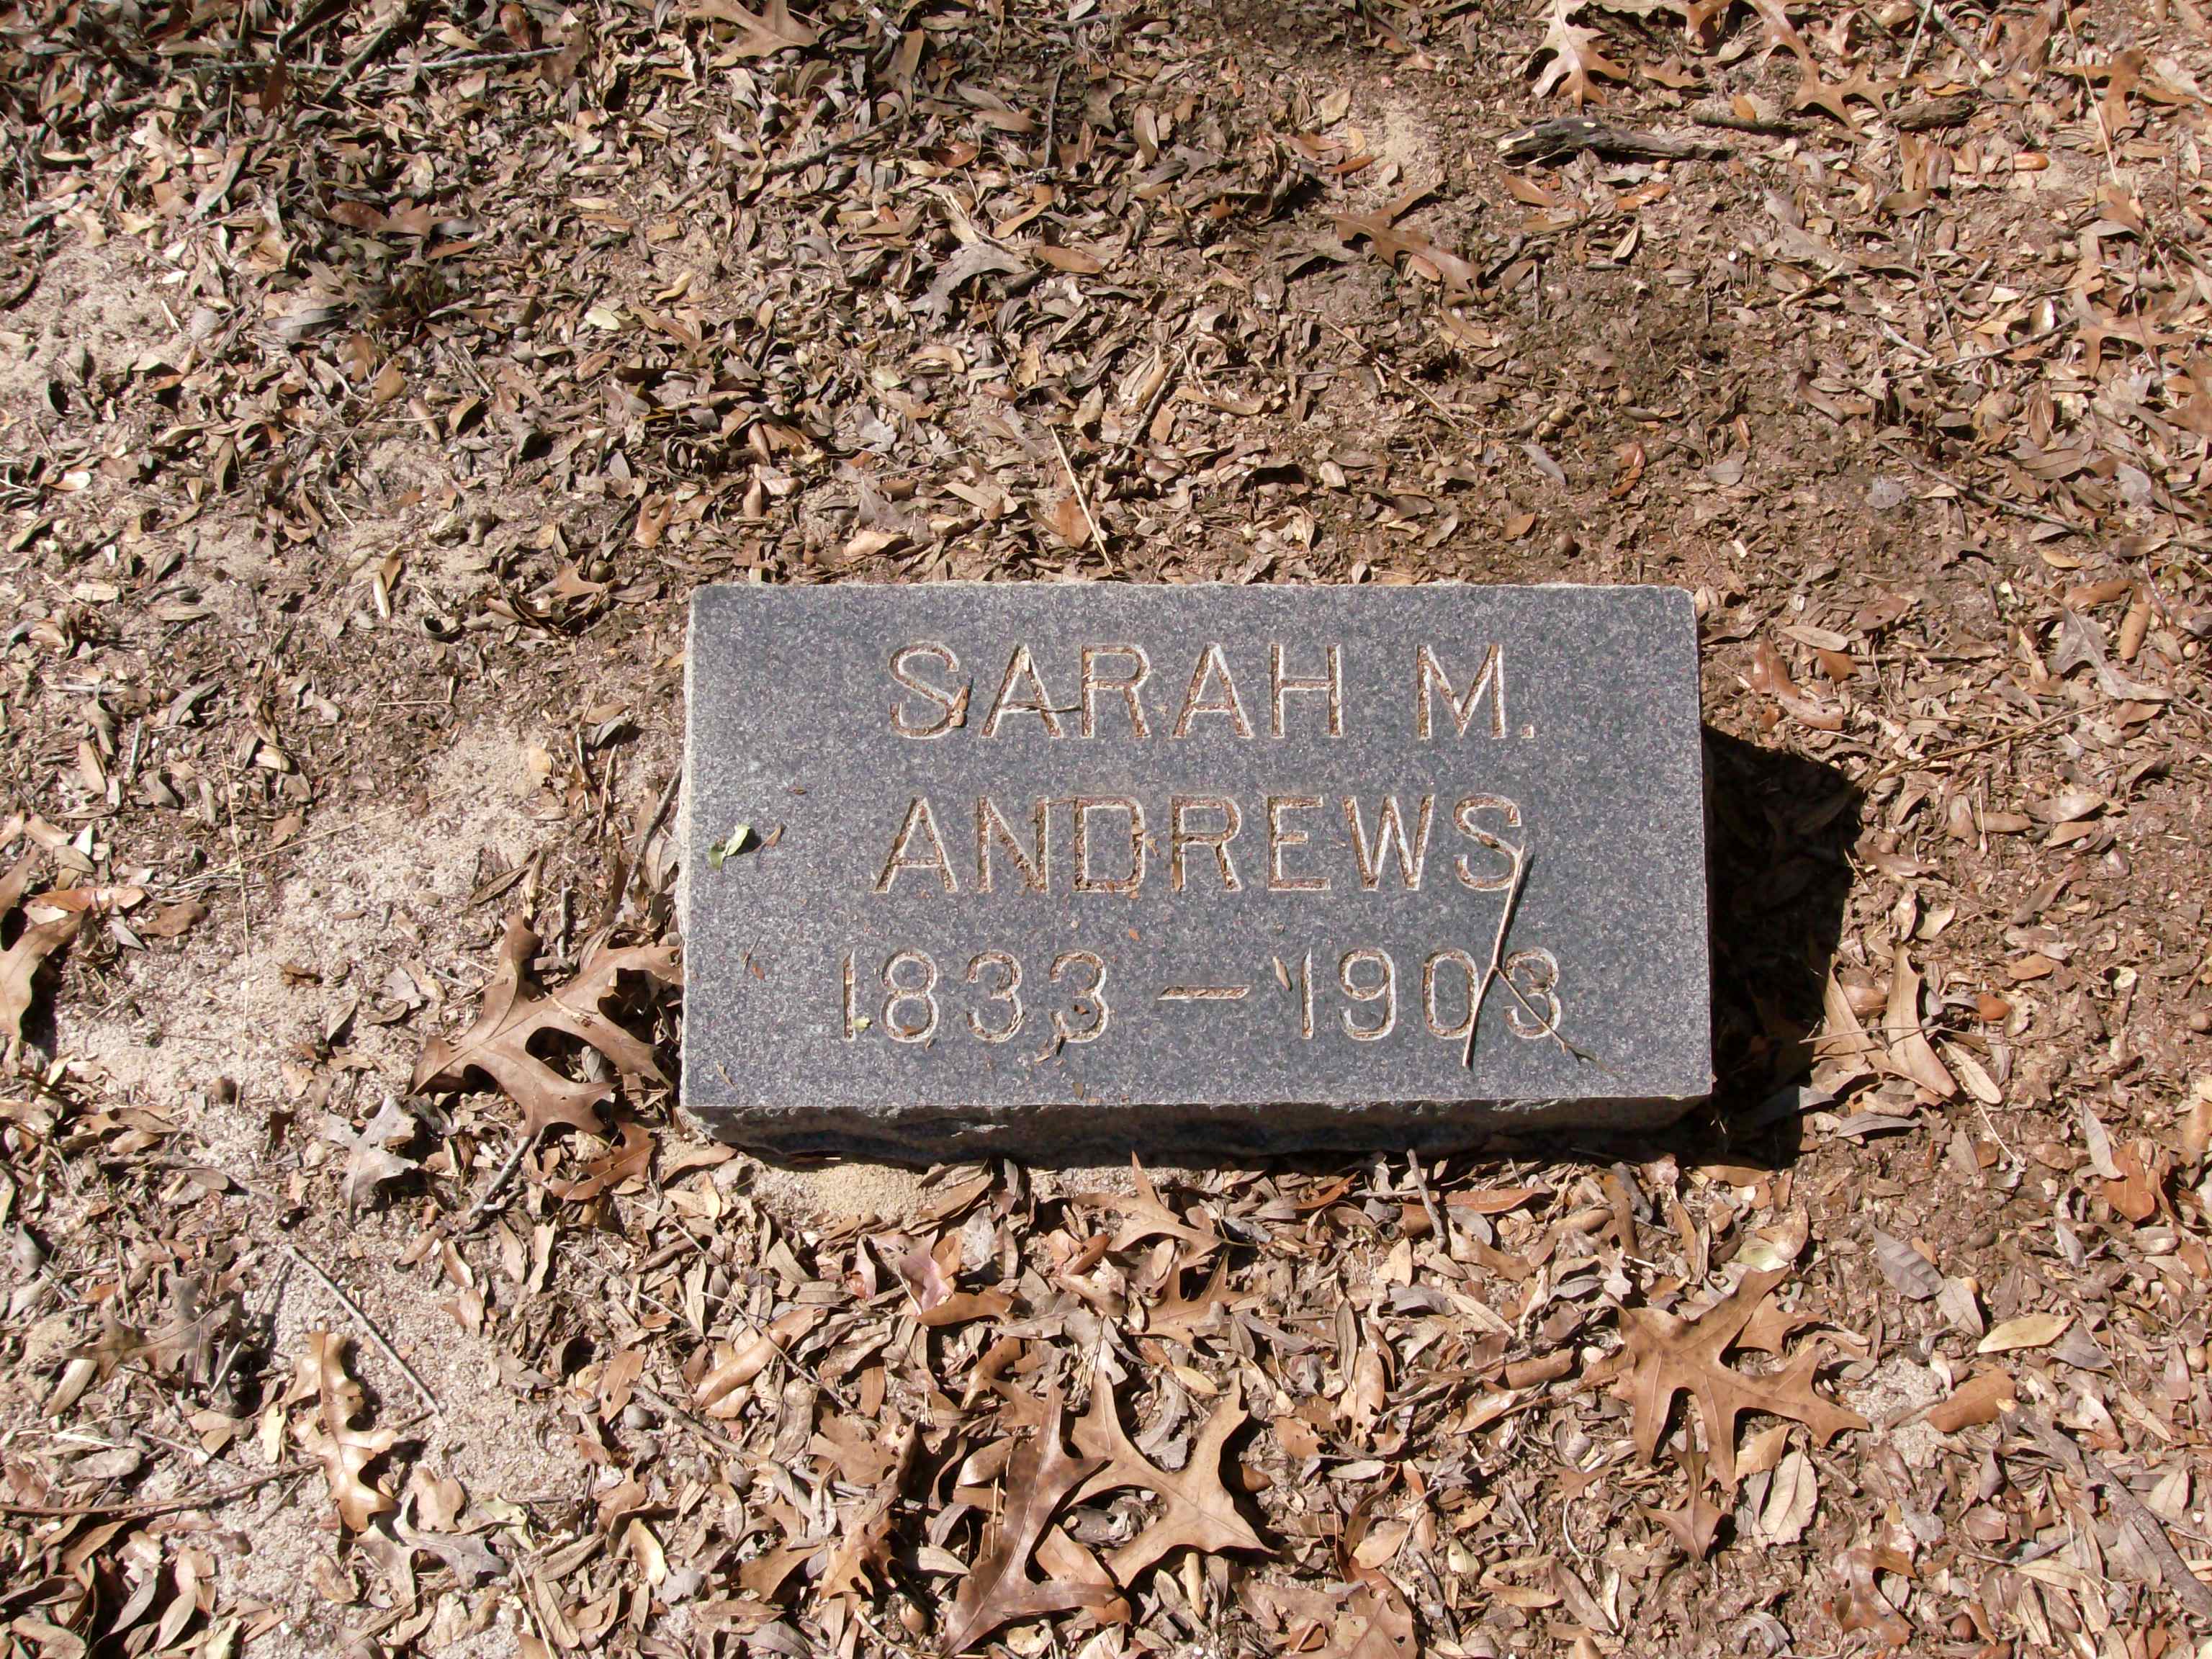 SARAH M.
ANDREWS
1833 — 1903